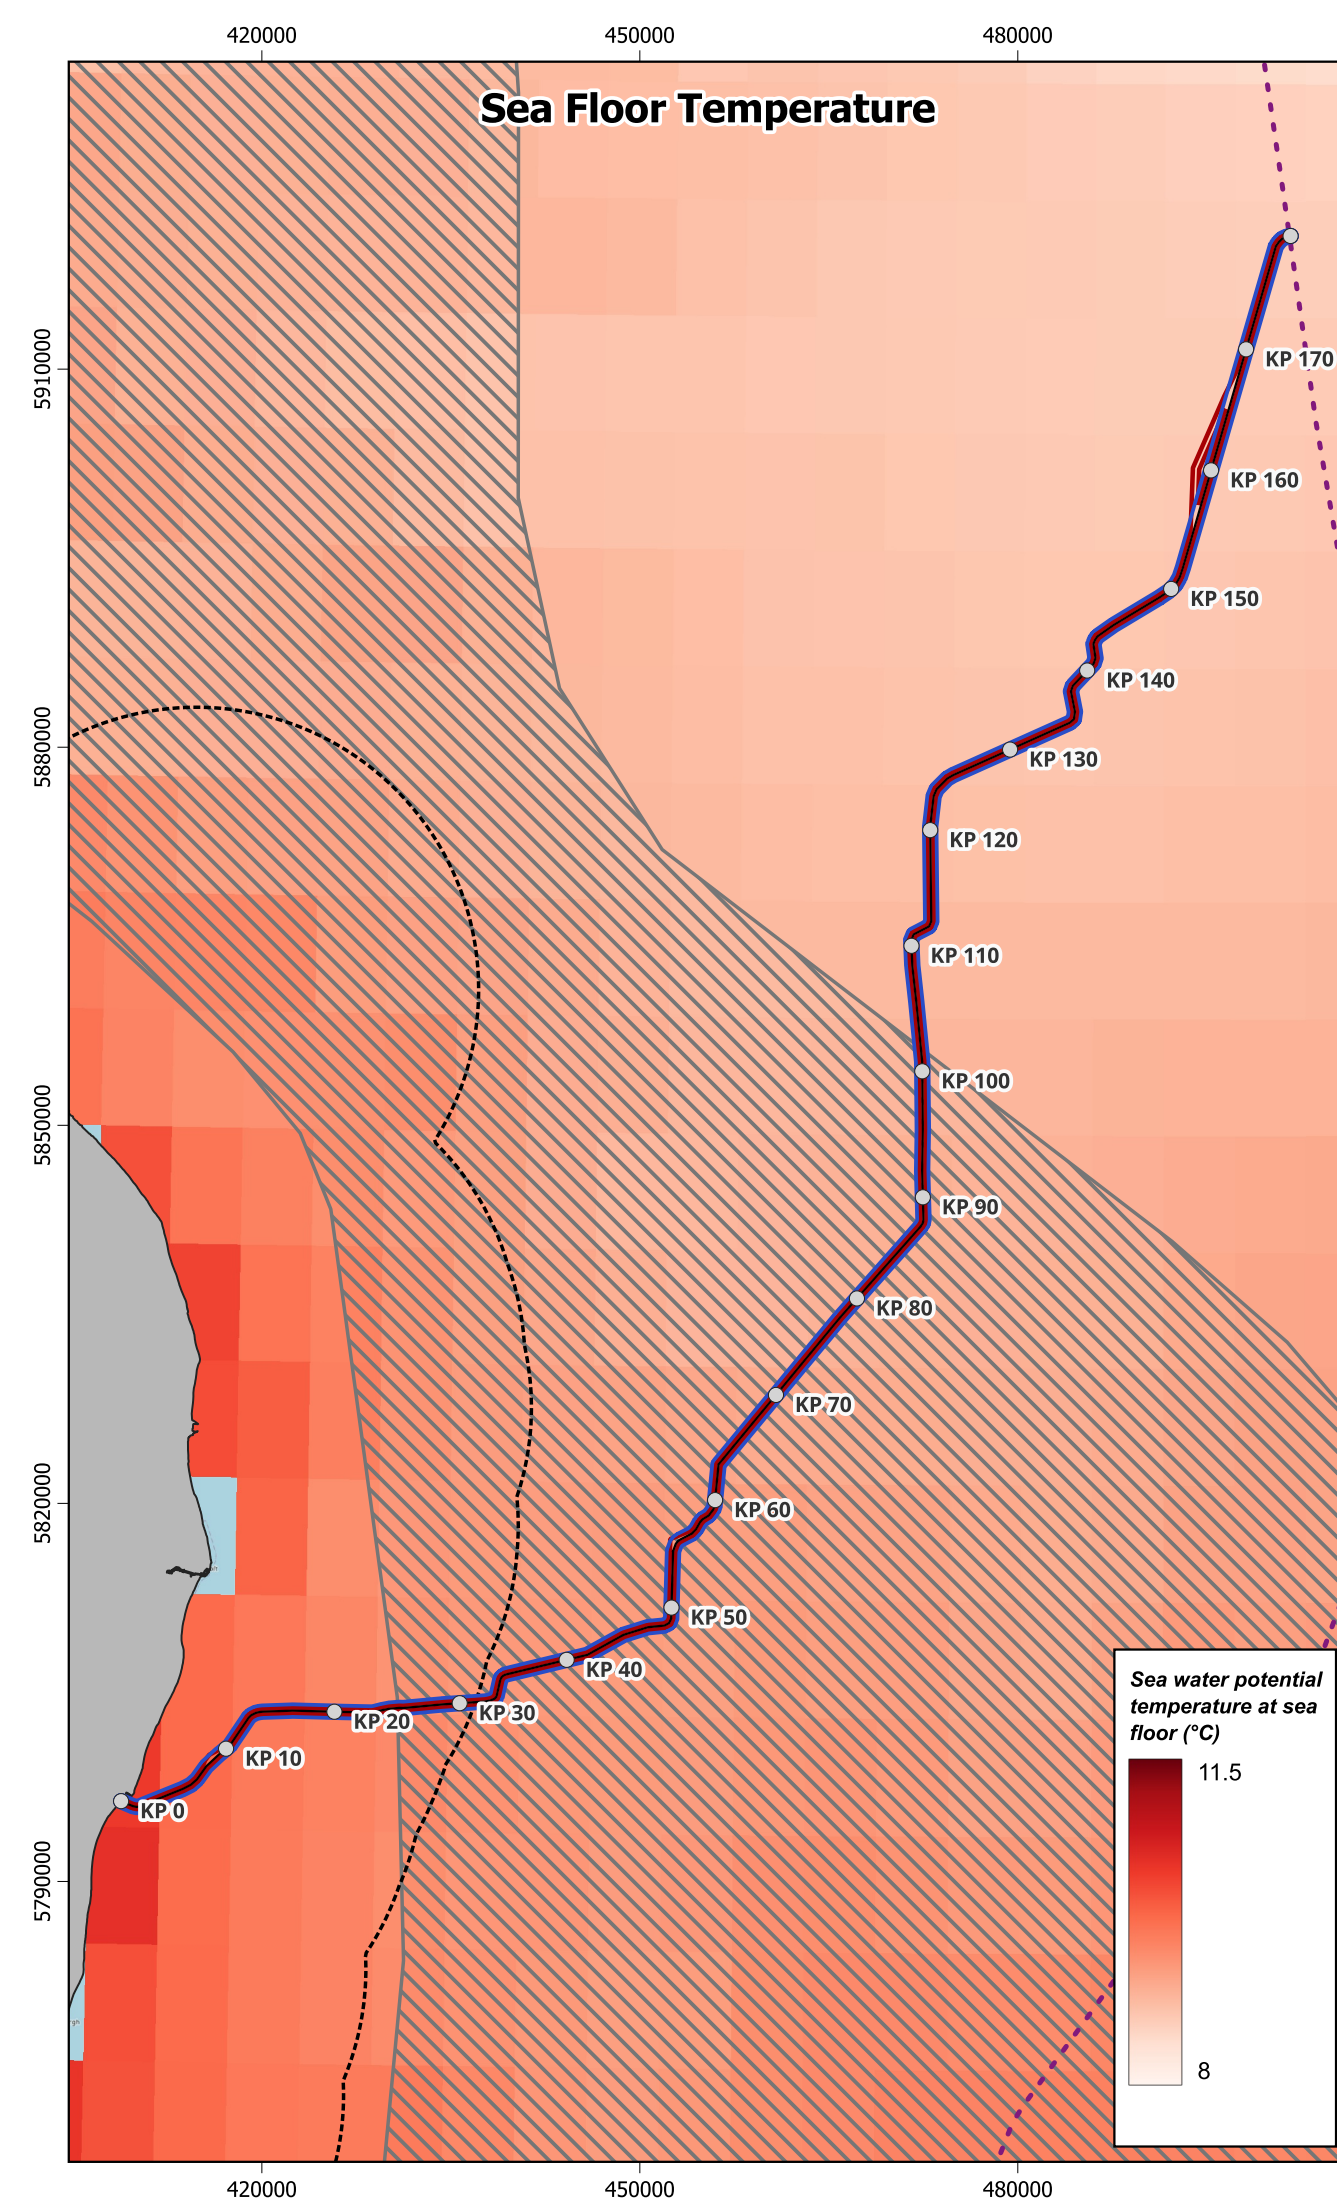 420000 450000 480000
Sea Floor Temperature
5910000
KP 170
KP 160
KP 150
KP 140
5880000
KP 130
KP 120
KP 110
KP 100
5850000
KP 90
KP 80
KP 70
5820000
KP 60
KP 50
KP 40
KP 30
KP 20
KP 10
KP 0
5790000
Sea water potential
temperature at sea
floor (°C)
11.5
8
420000 450000 480000